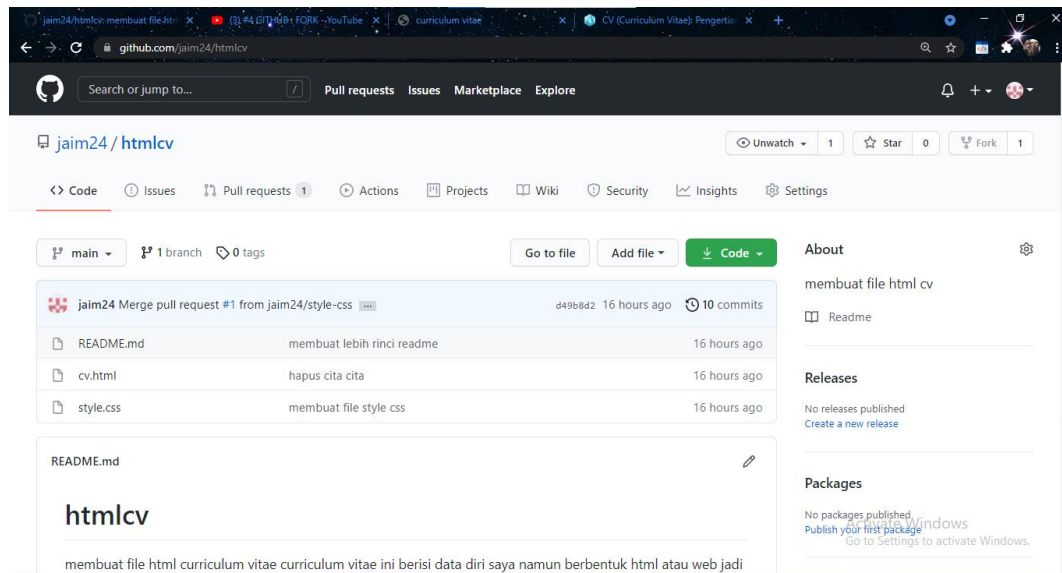 jaim24/htmlcv: membuat file.htm
(3) #4 GITHUB : FORK - YouTube
curriculum vitae
CV (Curriculum Vitae): Pengertia
github.com/jaim24/htmlcv
Search or jump to... /
Pull requests Issues Marketplace Explore
jaim24 / htmlcv
Unwatch 1 Star 0 Fork 1
Code Issues Pull requests 1 Actions Projects Wiki Security Insights Settings
main 1 branch 0 tags
Go to file Add file Code
jaim24 Merge pull request #1 from jaim24/style-css ... d49b8d2 16 hours ago 10 commits
README.md membuat lebih rinci readme 16 hours ago
cv.html hapus cita cita 16 hours ago
style.css membuat file style css 16 hours ago
README.md
htmlcv
membuat file html curriculum vitae curriculum vitae ini berisi data diri saya namun berbentuk html atau web jadi
About
membuat file html cv
Readme
Releases
No releases published
Create a new release
Packages
No packages published
Publish your first package
Activate Windows
Go to Settings to activate Windows.